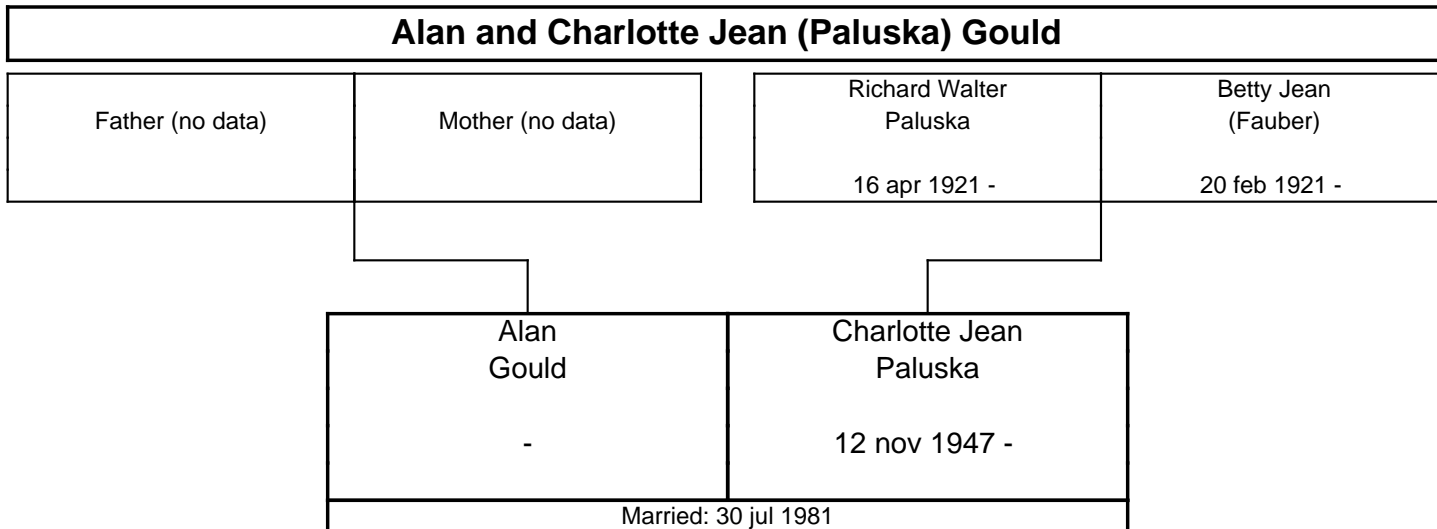 Alan and Charlotte Jean (Paluska) Gould
Father (no data)
Mother (no data)
Richard Walter
Paluska
16 apr 1921 -
Betty Jean
(Fauber)
20 feb 1921 -
Alan
Gould
-
Charlotte Jean
Paluska
12 nov 1947 -
Married: 30 jul 1981